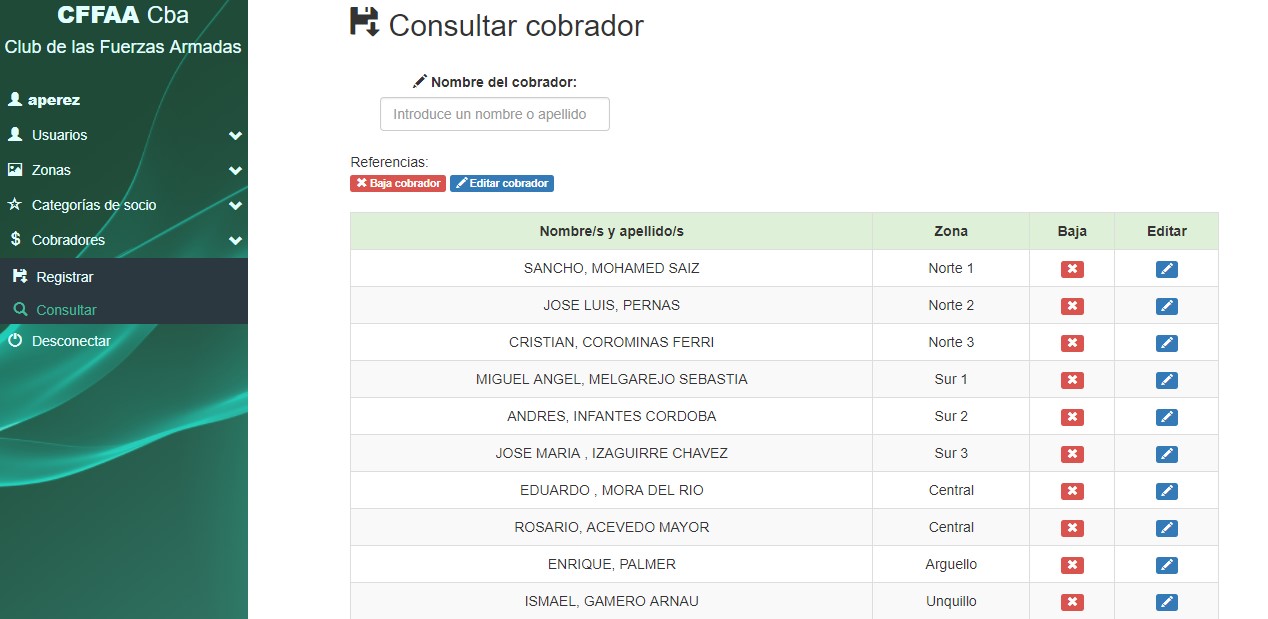 CFFAA Cba
Club de las Fuerzas Armadas
aperez
Usuarios
Zonas
Categorías de socio
Cobradores
Registrar
Consultar
Desconectar
Consultar cobrador
Nombre del cobrador:
Introduce un nombre o apellido
Referencias:
Baja cobrador Editar cobrador
Nombre/s y apellido/s Zona Baja Editar
SANCHO, MOHAMED SAIZ Norte 1
JOSE LUIS, PERNAS Norte 2
CRISTIAN, COROMINAS FERRI Norte 3
MIGUEL ANGEL, MELGAREJO SEBASTIA Sur 1
ANDRES, INFANTES CORDOBA Sur 2
JOSE MARIA , IZAGUIRRE CHAVEZ Sur 3
EDUARDO , MORA DEL RIO Central
ROSARIO, ACEVEDO MAYOR Central
ENRIQUE, PALMER Arguello
ISMAEL, GAMERO ARNAU Unquillo